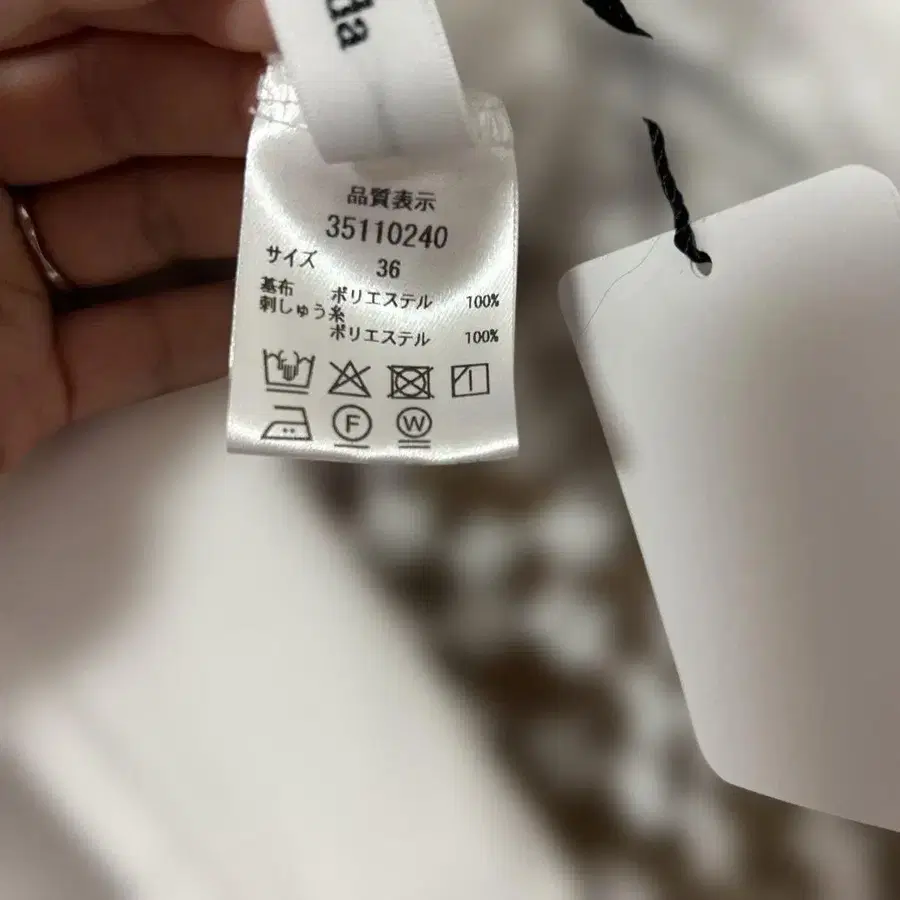 da
品質表示
35110240
サイズ 36
基布 ポリエステル 100%
刺しゅう糸
ポリエステル 100%
F W